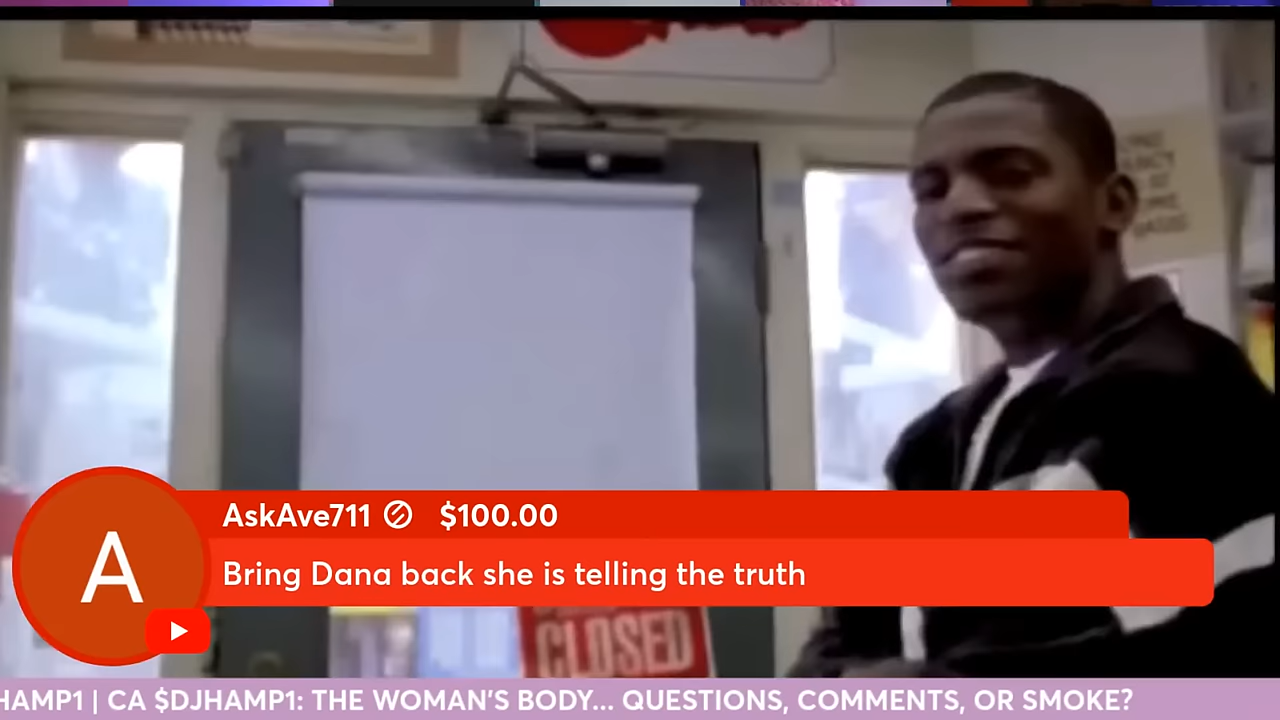 AskAve711 $100.00
Bring Dana back she is telling the truth
A
CLOSED
HAMP1 | CA $DJHAMP1: THE WOMAN'S BODY... QUESTIONS, COMMENTS, OR SMOKE?